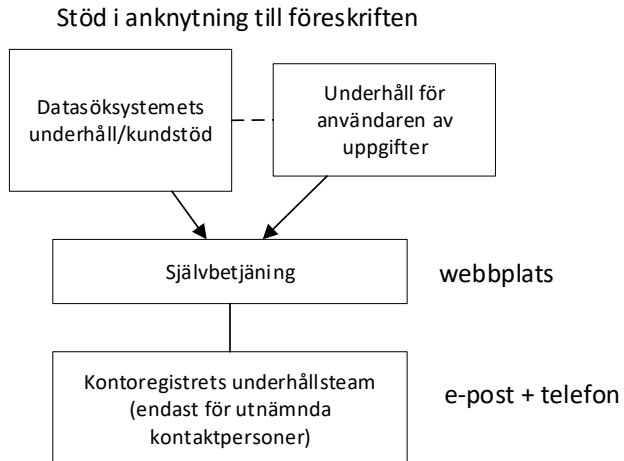 Stöd i anknytning till föreskriften
Datasöksystemets
underhåll/kundstöd
Underhåll för
användaren av
uppgifter
Självbetjäning
webbplats
Kontoregistrets underhållsteam
(endast för utnämnda
kontaktpersoner)
e-post + telefon